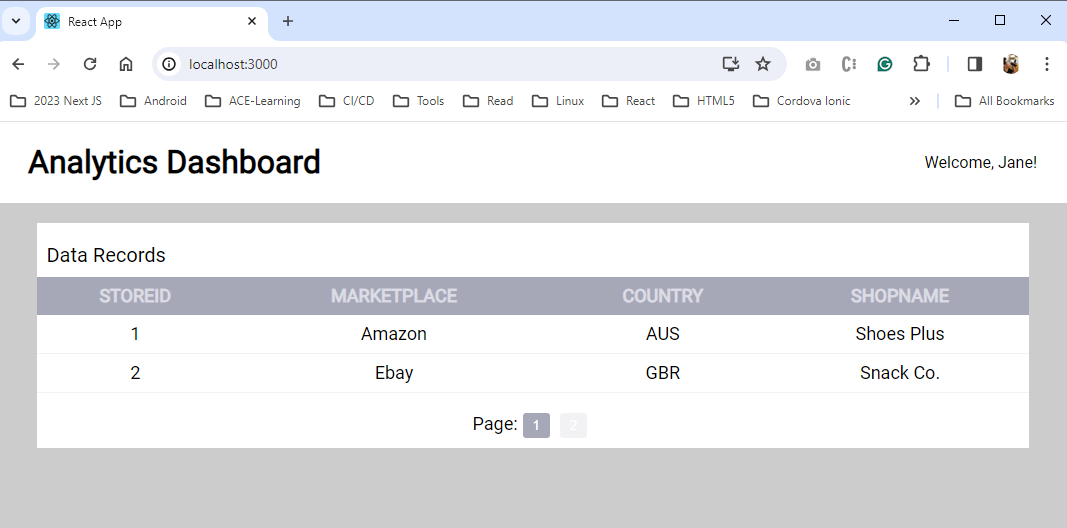 React App
localhost:3000
2023 Next JS Android ACE-Learning CI/CD Tools Read Linux React HTML5 Cordova Ionic All Bookmarks
Analytics Dashboard Welcome, Jane!
Data Records
STOREID MARKETPLACE COUNTRY SHOPNAME
1 Amazon AUS Shoes Plus
2 Ebay GBR Snack Co.
Page: 1 2